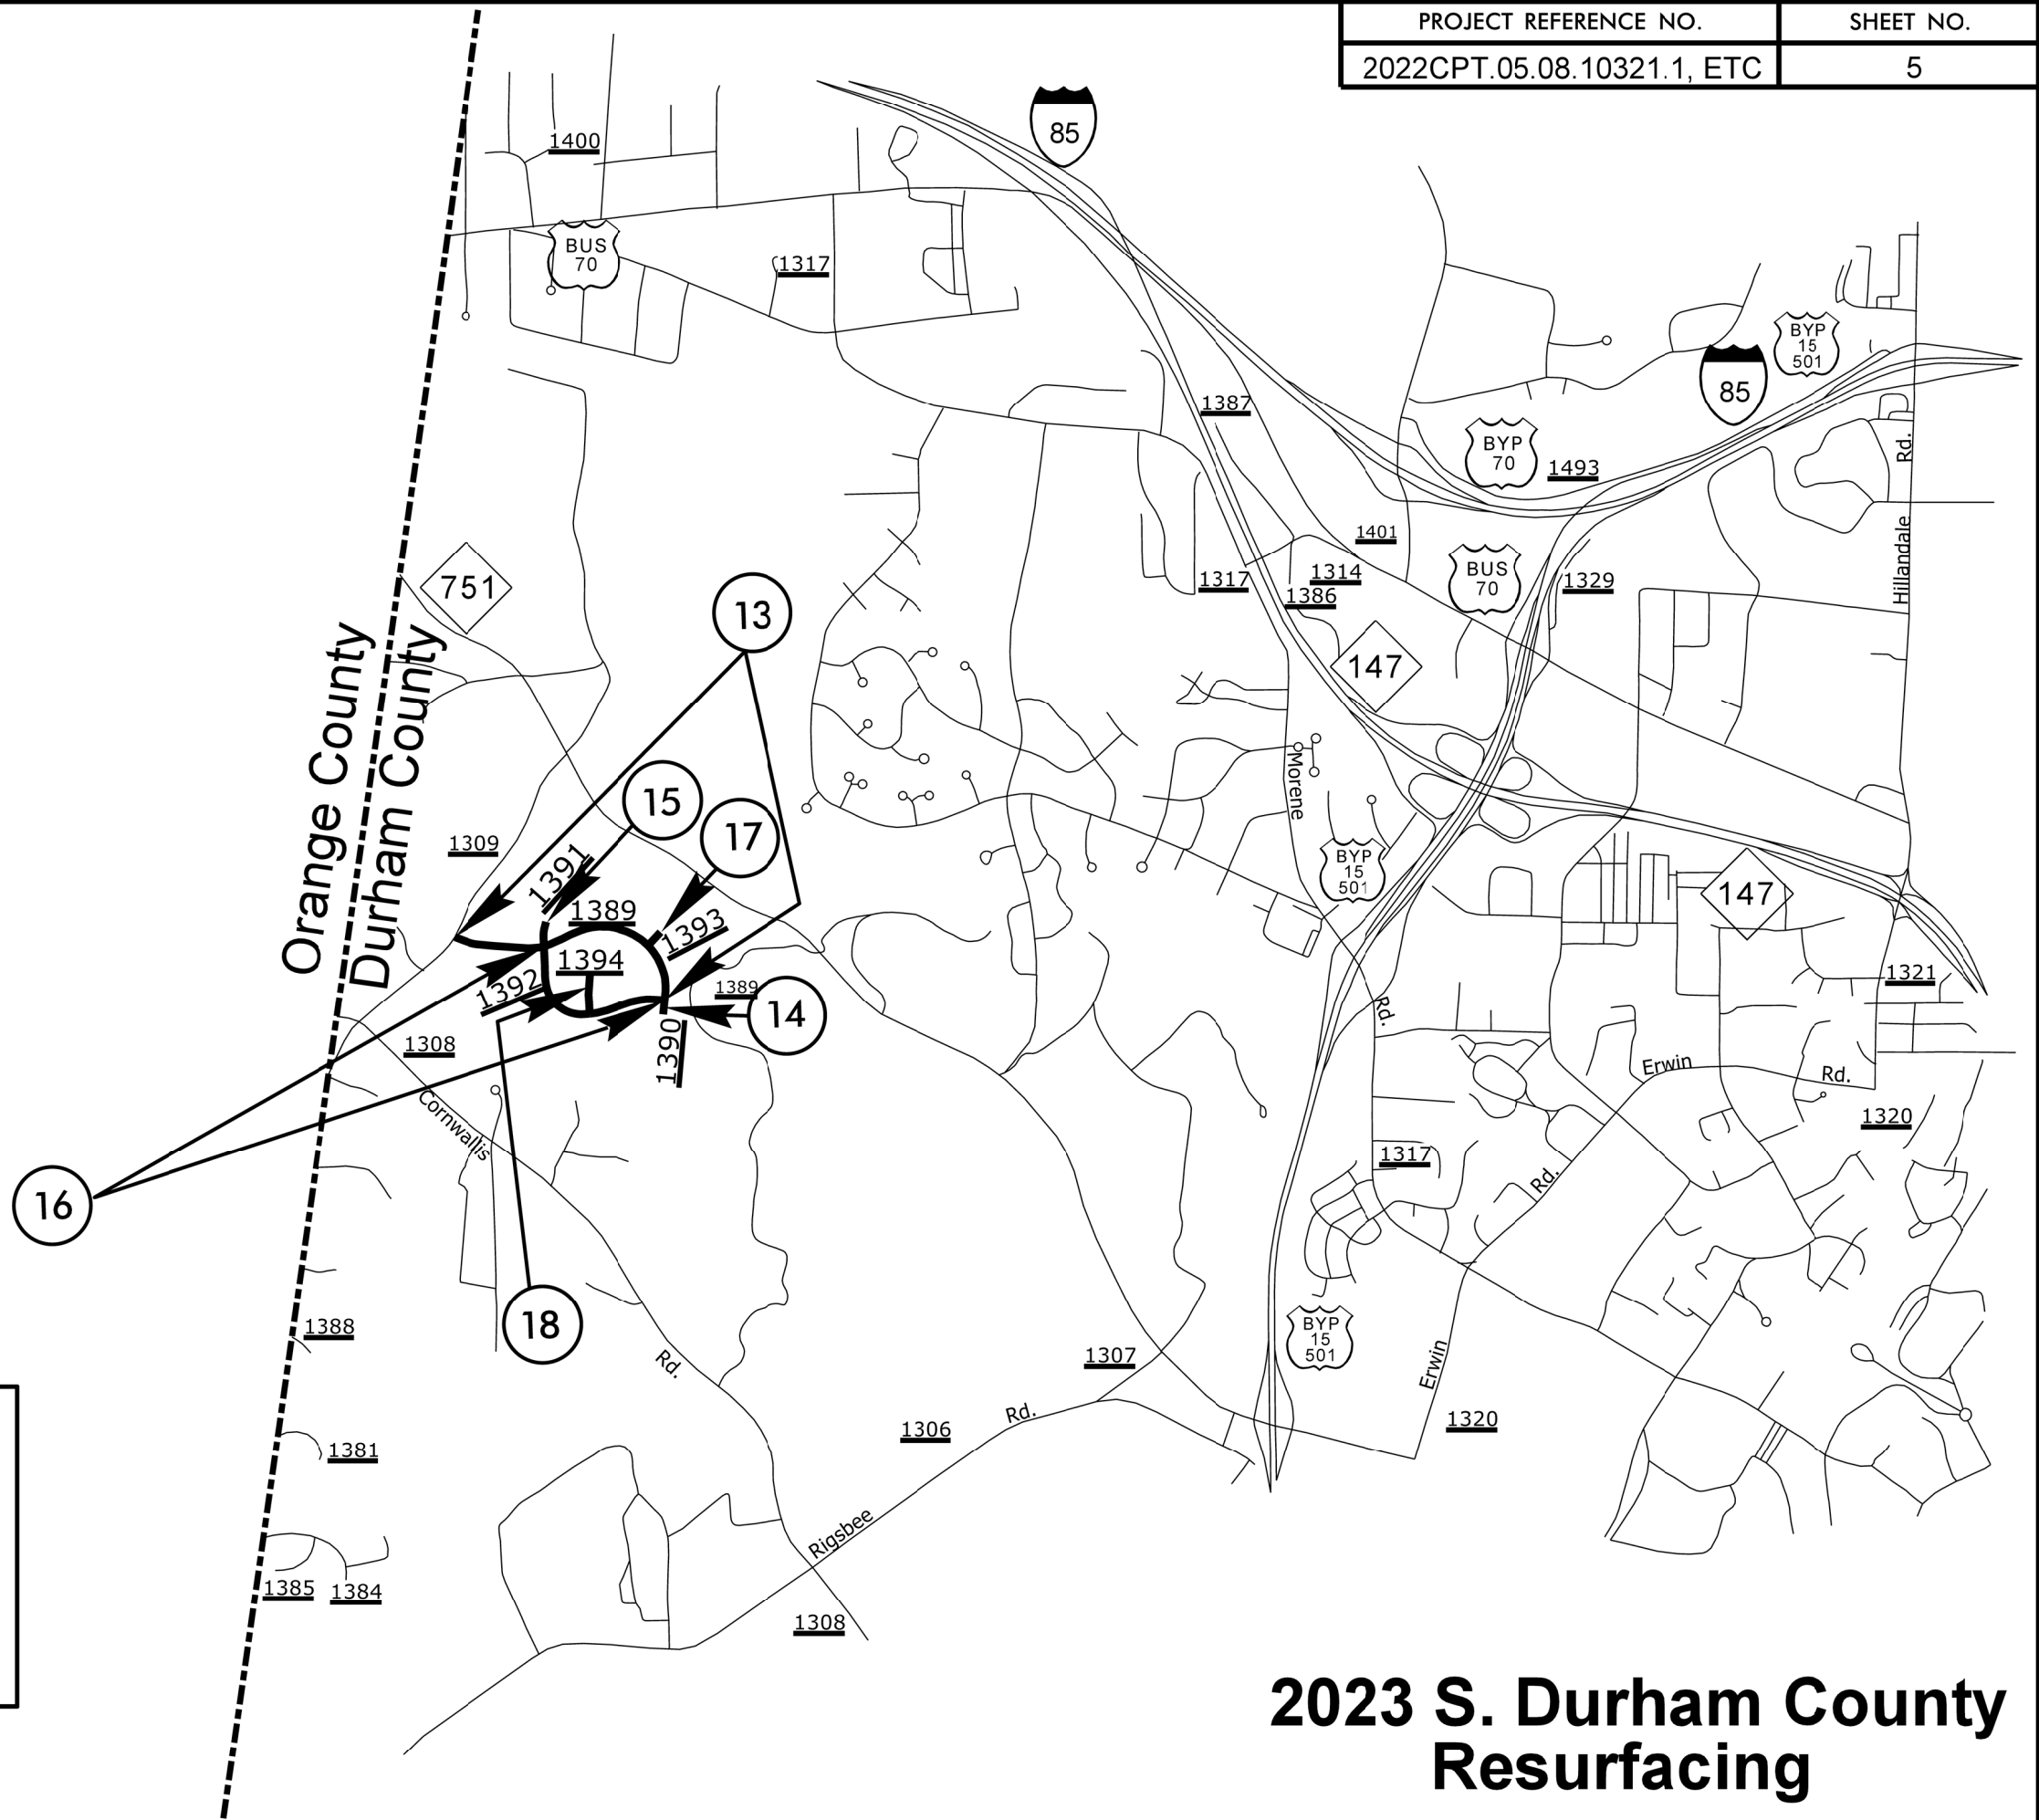 PROJECT REFERENCE NO.
SHEET NO.
2022CPT.05.08.10321.1, ETC
5
85
1400
BUS
70
1317
BYP
15
501
85
1387
BYP
70
1493
Rd.
1401
Hillandale
751
1317
1314
BUS
70
1329
1386
13
147
Orange County
Durham County
15
17
Morene
1309
1391
BYP
15
501
147
1389
1393
1394
1392
1389
14
1321
Rd.
1308
1390
Erwin
Rd.
Cornwallis
1320
1317
Rd.
16
18
1388
BYP
15
501
Rd.
1307
Erwin
Rd.
1306
1320
1381
Rigsbee
1385
1384
1308
2023 S. Durham County
Resurfacing